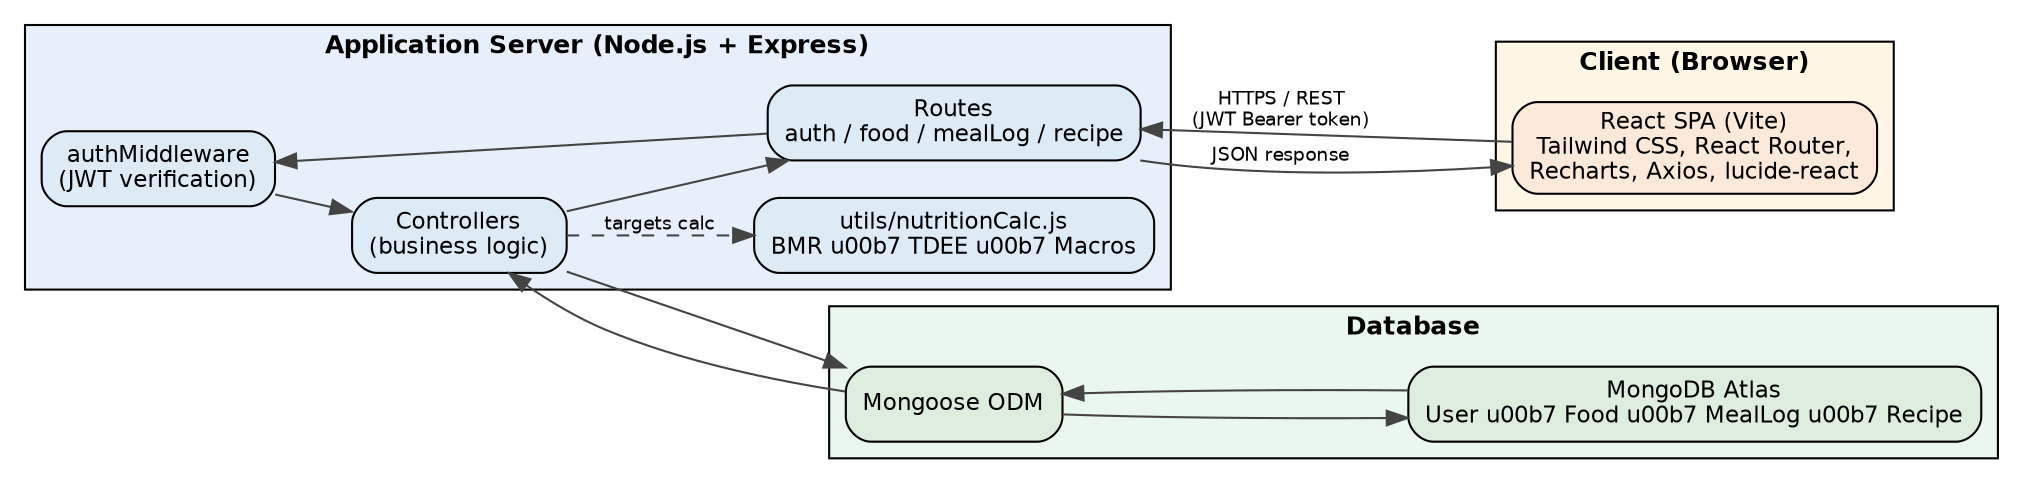 Application Server (Node.js + Express)
Routes
auth / food / mealLog / recipe
authMiddleware
(JWT verification)
Controllers
(business logic)
targets calc
utils/nutritionCalc.js
BMR u00b7 TDEE u00b7 Macros
HTTPS / REST
(JWT Bearer token)
JSON response
Client (Browser)
React SPA (Vite)
Tailwind CSS, React Router,
Recharts, Axios, lucide-react
Database
Mongoose ODM
MongoDB Atlas
User u00b7 Food u00b7 MealLog u00b7 Recipe